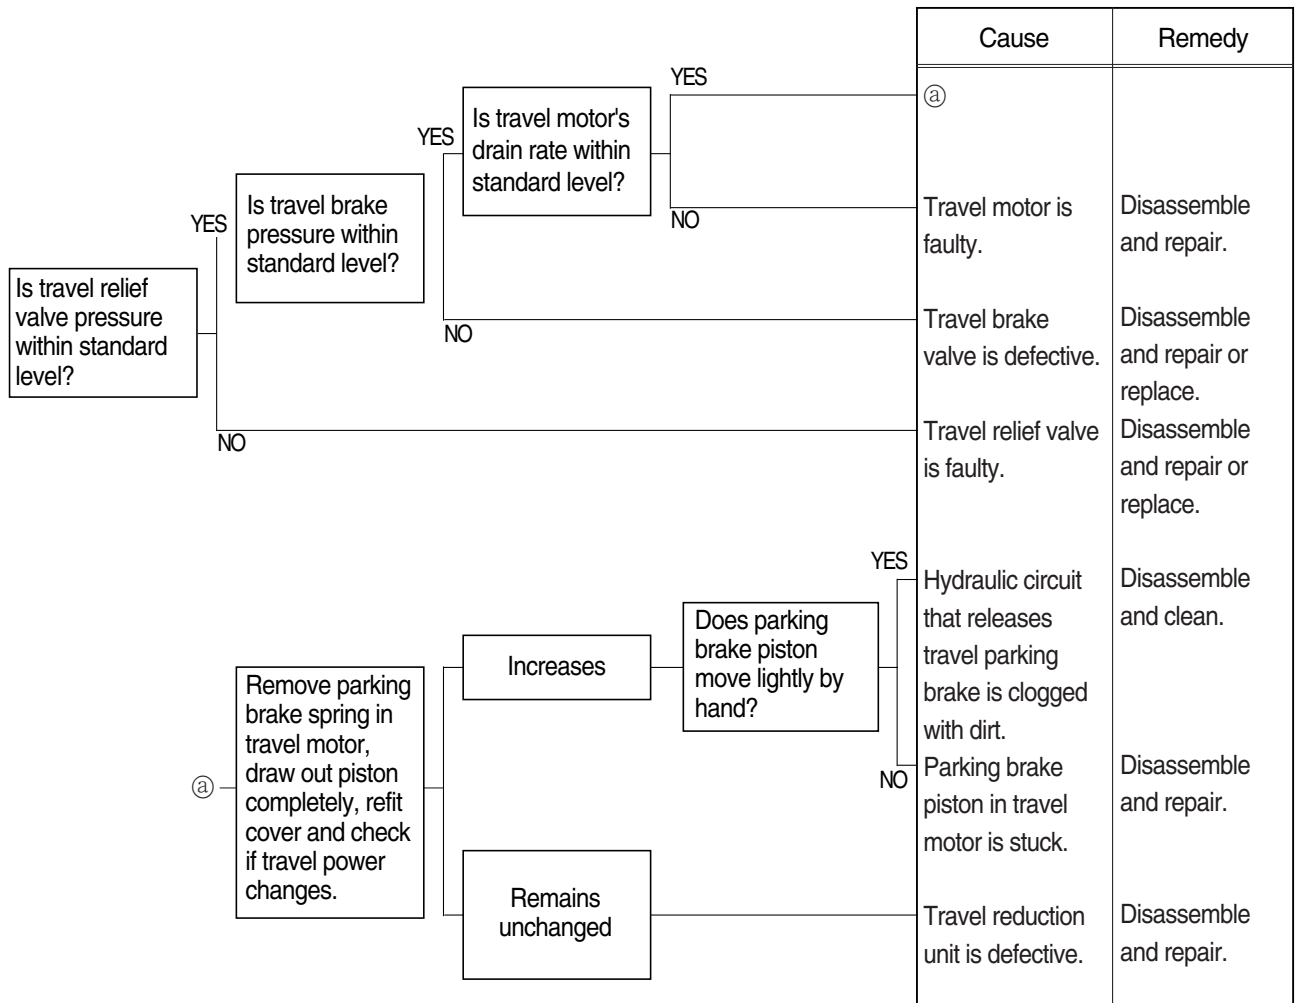 Cause
Remedy
YES
ⓐ
Is travel motor's
drain rate within
standard level?
YES
Is travel brake
pressure within
standard level?
NO
Travel motor is
faulty.
Disassemble
and repair.
YES
Is travel relief
valve pressure
within standard
level?
NO
Travel brake
valve is defective.
Disassemble
and repair or
replace.
NO
Travel relief valve
is faulty.
Disassemble
and repair or
replace.
YES
Hydraulic circuit
that releases
travel parking
brake is clogged
with dirt.
Disassemble
and clean.
Does parking
brake piston
move lightly by
hand?
Increases
ⓐ
Remove parking
brake spring in
travel motor,
draw out piston
completely, refit
cover and check
if travel power
changes.
NO
Parking brake
piston in travel
motor is stuck.
Disassemble
and repair.
Remains
unchanged
Travel reduction
unit is defective.
Disassemble
and repair.